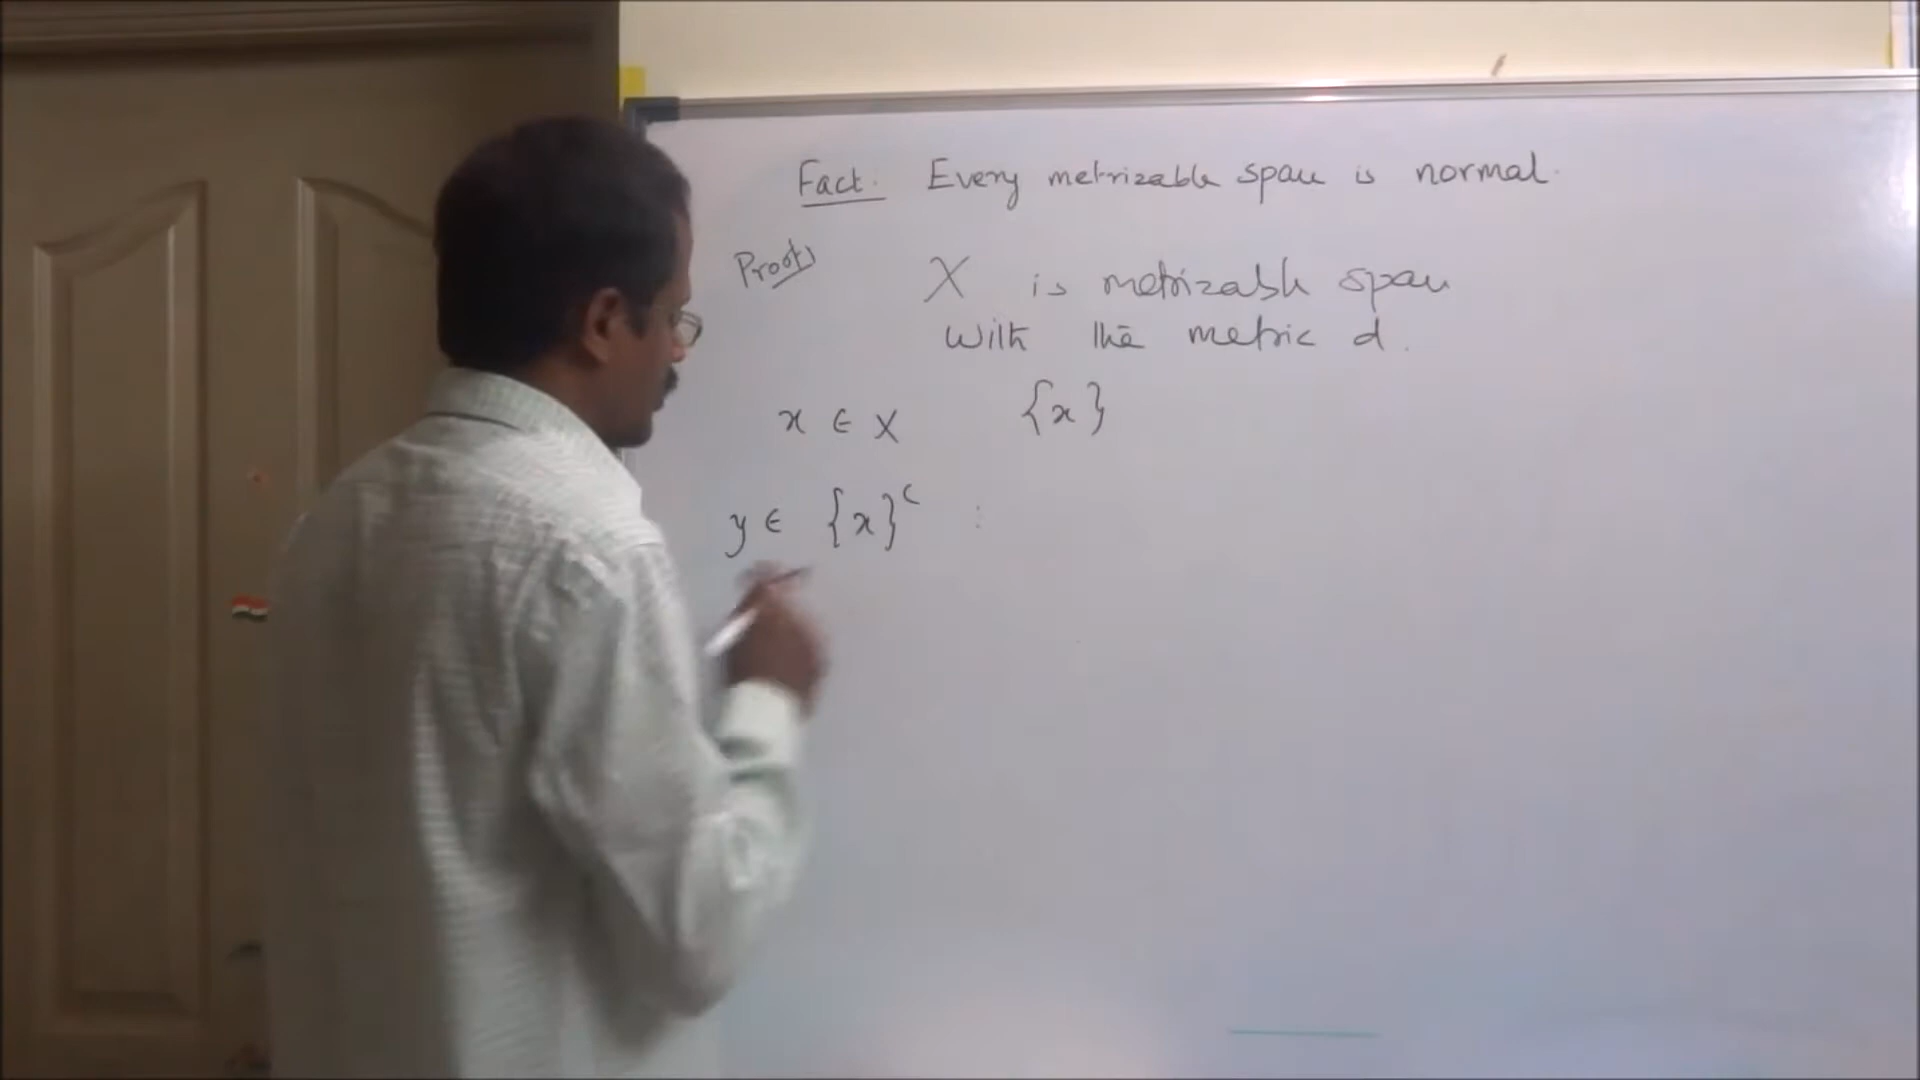 Fact. Every metrizable space is normal.
Proof)
X is metrizable space
with the metric d.
x ∈ X {x}
y ∈ {x}ᶜ :